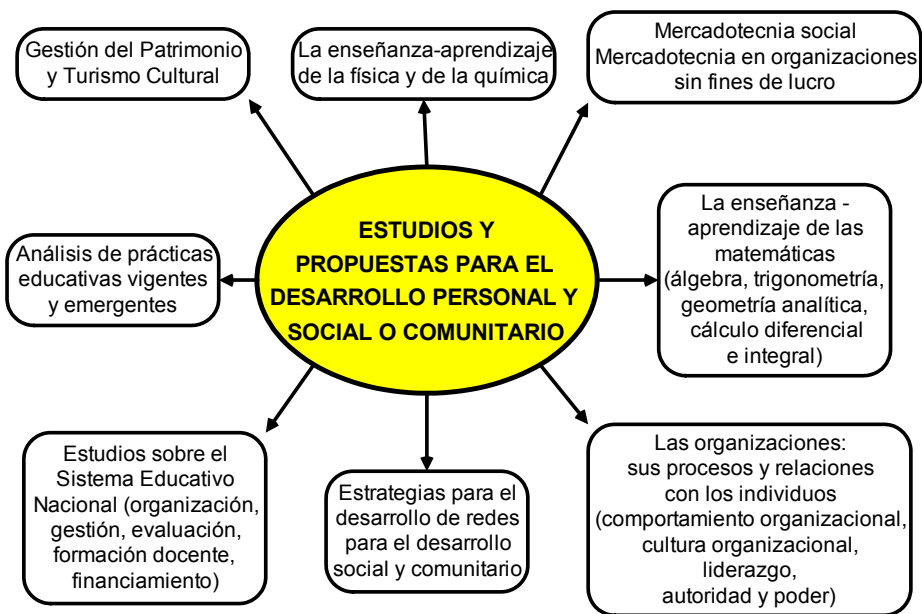 Gestión del Patrimonio
y Turismo Cultural
La enseñanza-aprendizaje
de la física y de la química
Mercadotecnia social
Mercadotecnia en organizaciones
sin fines de lucro
Análisis de prácticas
educativas vigentes
y emergentes
ESTUDIOS Y
PROPUESTAS PARA EL
DESARROLLO PERSONAL Y
SOCIAL O COMUNITARIO
La enseñanza -
aprendizaje de las
matemáticas
(álgebra, trigonometría,
geometría analítica,
cálculo diferencial
e integral)
Estudios sobre el
Sistema Educativo
Nacional (organización,
gestión, evaluación,
formación docente,
financiamiento)
Estrategias para el
desarrollo de redes
para el desarrollo
social y comunitario
Las organizaciones:
sus procesos y relaciones
con los individuos
(comportamiento organizacional,
cultura organizacional,
liderazgo,
autoridad y poder)